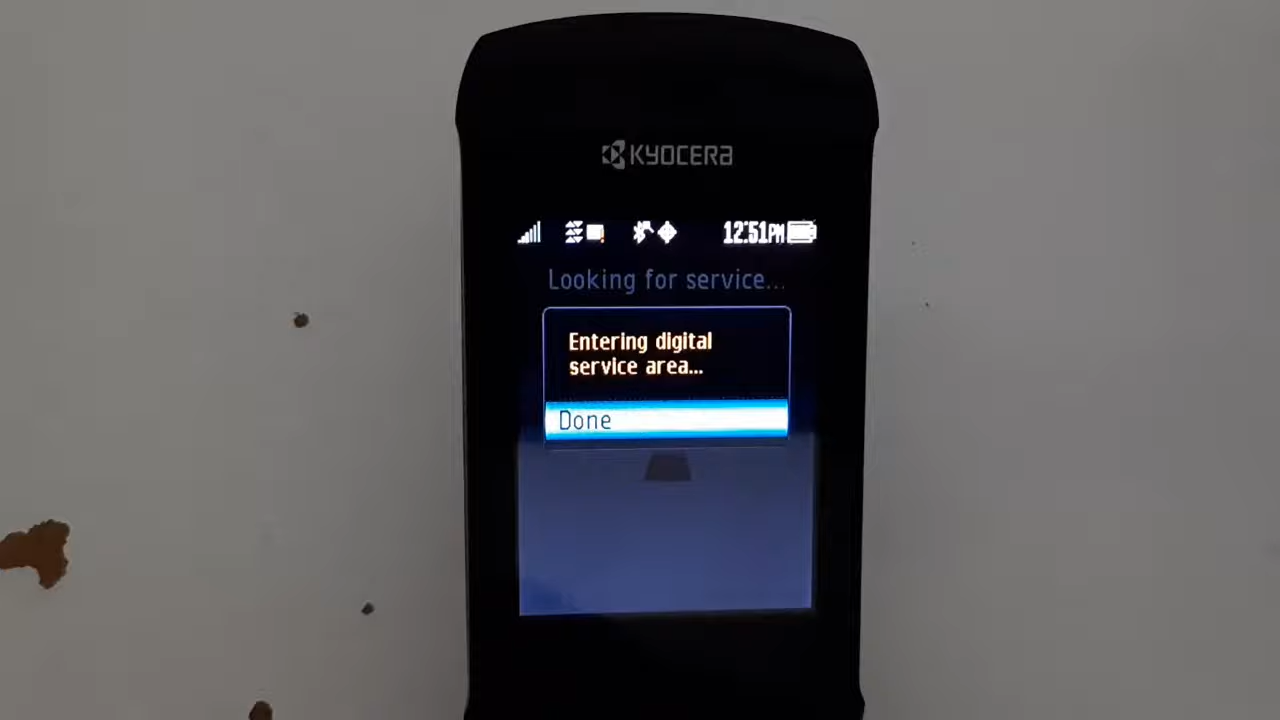 KYOCERA
12:51PM
Looking for service...
Entering digital
service area...
Done